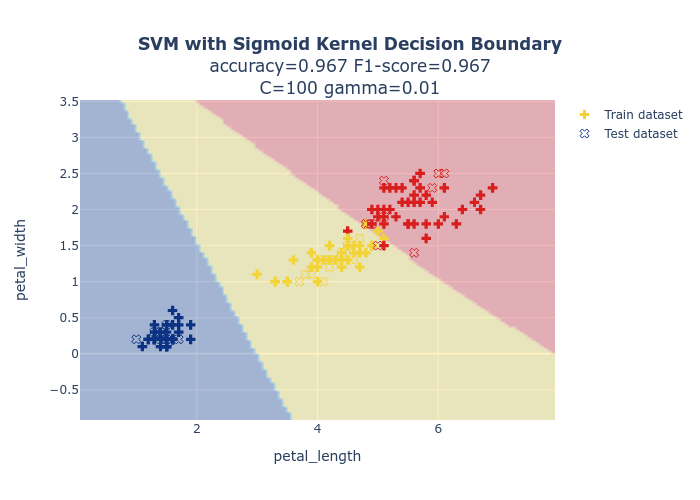 SVM with Sigmoid Kernel Decision Boundary
accuracy=0.967 F1-score=0.967
C=100 gamma=0.01
3.5
3
2.5
2
1.5
1
0.5
0
−0.5
petal_width
2
4
6
petal_length
Train dataset
Test dataset